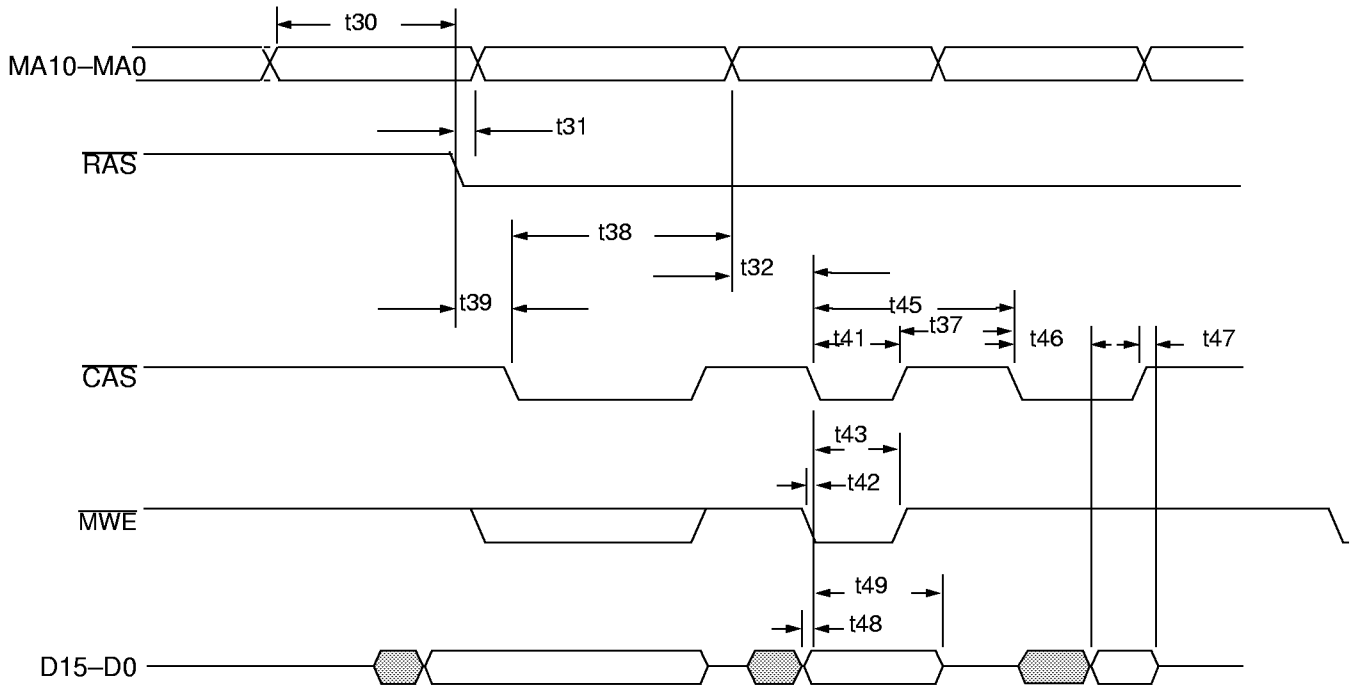 t30
MA10–MA0
t31
RAS
t38
t32
t39
t45
t37
t41
t46
t47
CAS
t43
t42
MWE
t49
t48
D15–D0